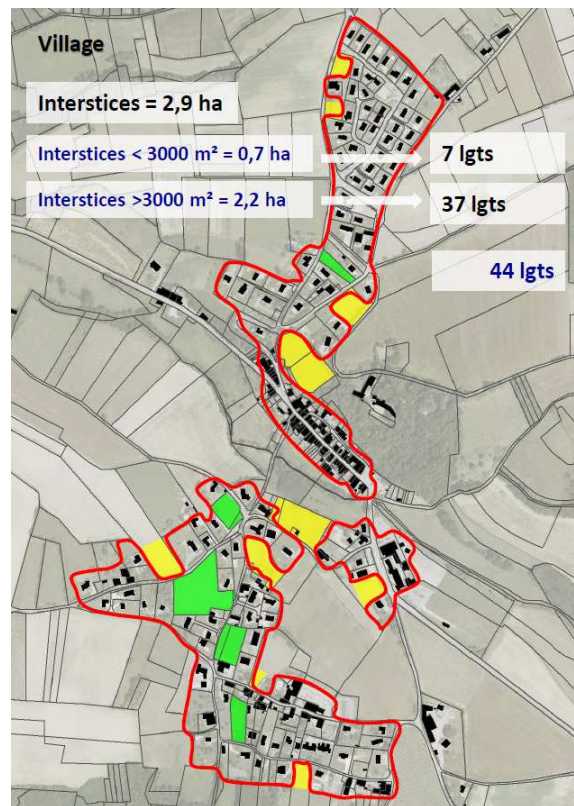 Village
Interstices = 2,9 ha
Interstices < 3000 m² = 0,7 ha
7 lgts
Interstices >3000 m² = 2,2 ha
37 lgts
44 lgts